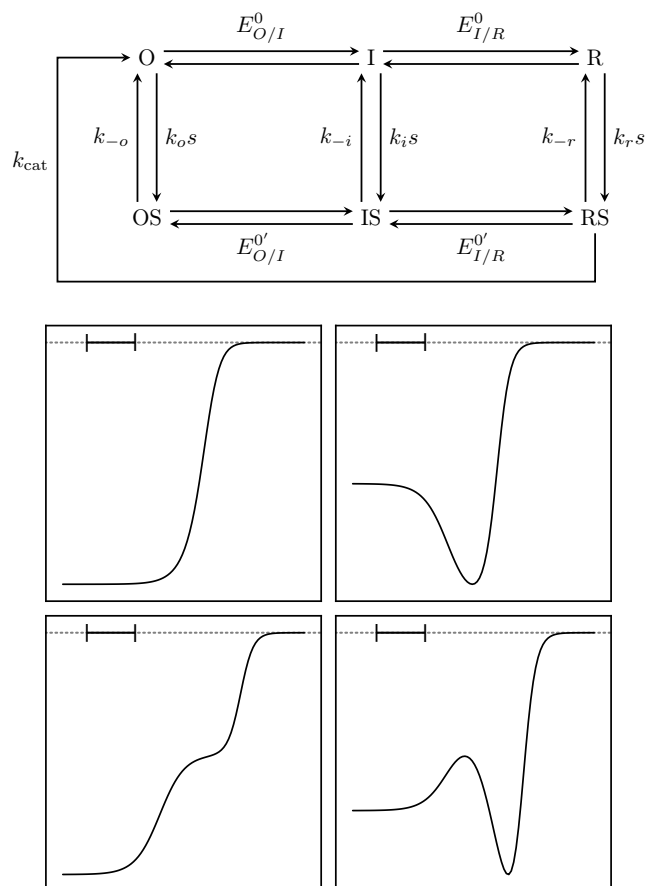 E^0_{O/I} E^0_{I/R}
O I R
k_{-o} k_o s k_{-i} k_i s k_{-r} k_r s
k_cat
OS IS RS
E^{0'}_{O/I} E^{0'}_{I/R}